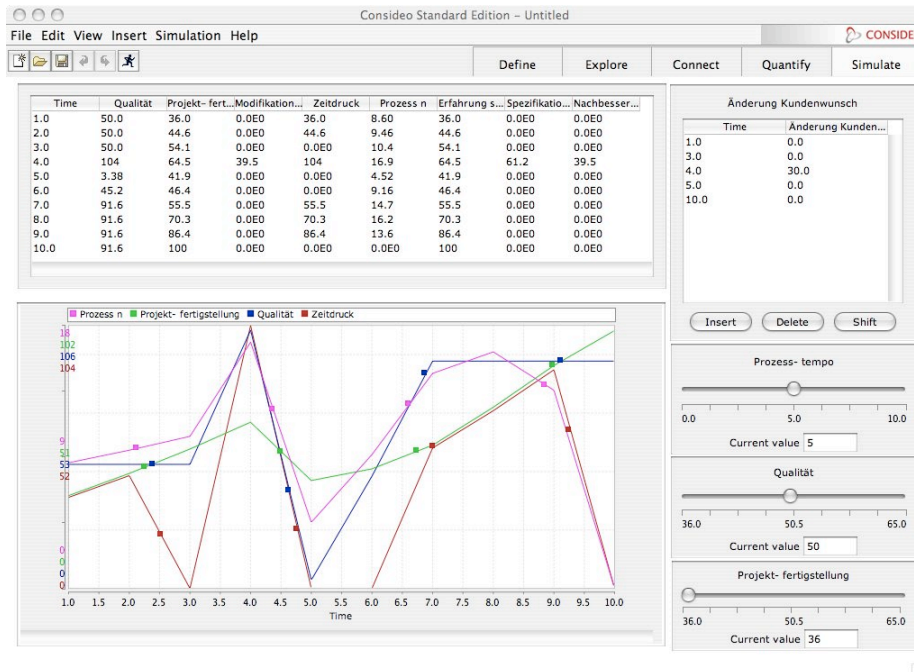 Consideo Standard Edition – Untitled
File Edit View Insert Simulation Help
CONSIDE
Define Explore Connect Quantify Simulate
Time Qualität Projekt- fert... Modifikation... Zeitdruck Prozess n Erfahrung s... Spezifikatio... Nachbesser...
1.0 50.0 36.0 0.0E0 36.0 8.60 36.0 0.0E0 0.0E0
2.0 50.0 44.6 0.0E0 44.6 9.46 44.6 0.0E0 0.0E0
3.0 50.0 54.1 0.0E0 0.0E0 10.4 54.1 0.0E0 0.0E0
4.0 104 64.5 39.5 104 16.9 64.5 61.2 39.5
5.0 3.38 41.9 0.0E0 0.0E0 4.52 41.9 0.0E0 0.0E0
6.0 45.2 46.4 0.0E0 0.0E0 9.16 46.4 0.0E0 0.0E0
7.0 91.6 55.5 0.0E0 55.5 14.7 55.5 0.0E0 0.0E0
8.0 91.6 70.3 0.0E0 70.3 16.2 70.3 0.0E0 0.0E0
9.0 91.6 86.4 0.0E0 86.4 13.6 86.4 0.0E0 0.0E0
10.0 91.6 100 0.0E0 0.0E0 0.0E0 100 0.0E0 0.0E0
Änderung Kundenwunsch
Time Änderung Kunden...
1.0 0.0
3.0 0.0
4.0 30.0
5.0 0.0
10.0 0.0
Insert Delete Shift
Prozess n Projekt- fertigstellung Qualität Zeitdruck
18
102
106
104
9
51
53
52
0
0
0
0
1.0 1.5 2.0 2.5 3.0 3.5 4.0 4.5 5.0 5.5 6.0 6.5 7.0 7.5 8.0 8.5 9.0 9.5 10.0
Time
Prozess- tempo
0.0 5.0 10.0
Current value 5
Qualität
36.0 50.5 65.0
Current value 50
Projekt- fertigstellung
36.0 50.5 65.0
Current value 36